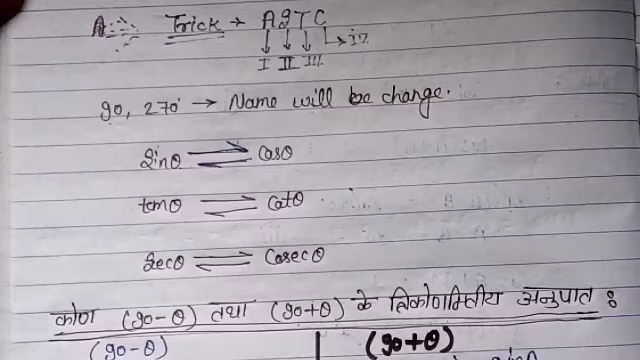 Trick → ASTC
I II III iv
90, 270° → Name will be change.
Sinθ ⇌ Cosθ
tanθ ⇌ Cotθ
Secθ ⇌ Cosecθ
कोण (90-θ) तथा (90+θ) के त्रिकोणमितीय अनुपात :
(90-θ) | (90+θ)